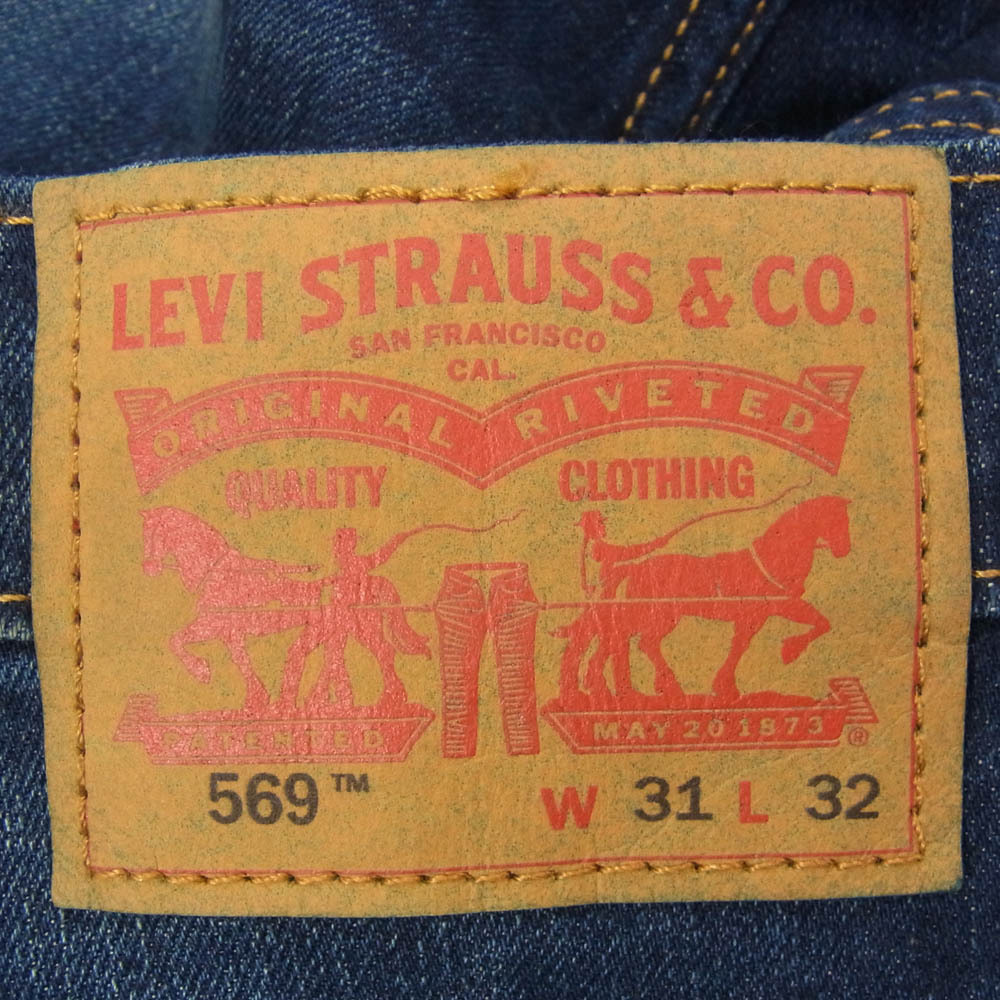 LEVI STRAUSS & CO.
SAN FRANCISCO
CAL.
ORIGINAL RIVETED
QUALITY CLOTHING
PATENTED MAY 20 1873 ®
569™ W 31 L 32